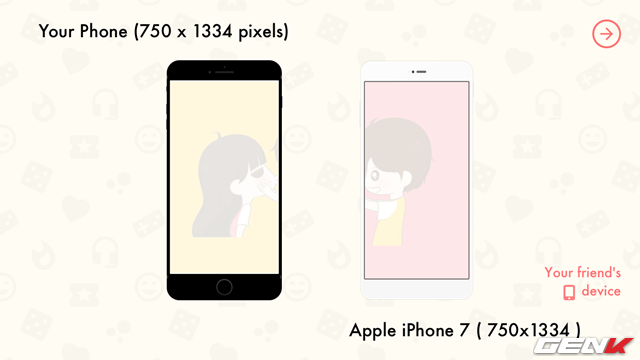 Your Phone (750 x 1334 pixels)
Your friend's
device
Apple iPhone 7 ( 750x1334 )
GENK